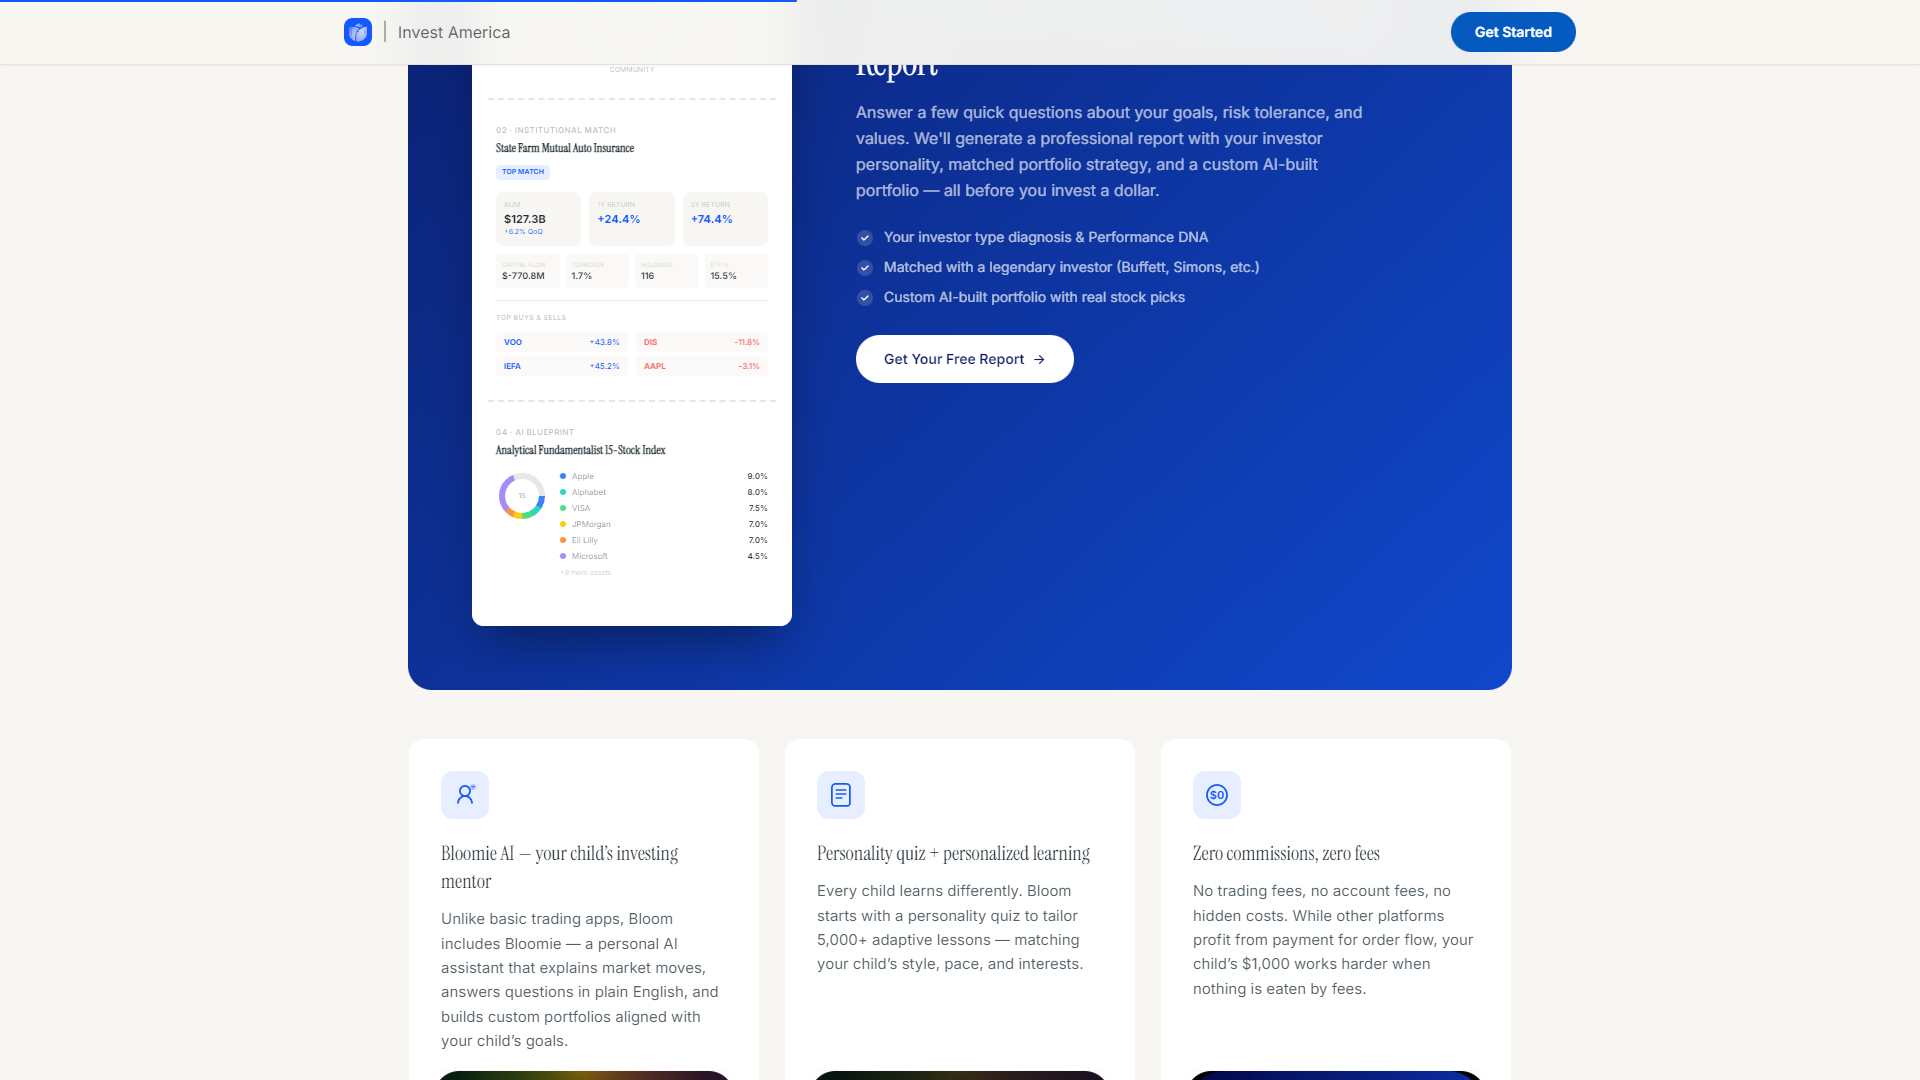 Invest America
Get Started
COMMUNITY
02 · INSTITUTIONAL MATCH
State Farm Mutual Auto Insurance
TOP MATCH
AUM
$127.3B
+6.2% QoQ
1Y RETURN
+24.4%
5Y RETURN
+74.4%
CAPITAL FLOW
$-770.8M
TURNOVER
1.7%
HOLDINGS
116
ETF %
15.5%
TOP BUYS & SELLS
VOO +43.8%
DIS -11.8%
IEFA +45.2%
AAPL -3.1%
04 · AI BLUEPRINT
Analytical Fundamentalist 15-Stock Index
15
Apple 9.0%
Alphabet 8.0%
VISA 7.5%
JPMorgan 7.0%
Eli Lilly 7.0%
Microsoft 4.5%
+9 more assets
Report
Answer a few quick questions about your goals, risk tolerance, and
values. We'll generate a professional report with your investor
personality, matched portfolio strategy, and a custom AI-built
portfolio — all before you invest a dollar.
Your investor type diagnosis & Performance DNA
Matched with a legendary investor (Buffett, Simons, etc.)
Custom AI-built portfolio with real stock picks
Get Your Free Report →
Bloomie AI — your child’s investing
mentor
Unlike basic trading apps, Bloom
includes Bloomie — a personal AI
assistant that explains market moves,
answers questions in plain English, and
builds custom portfolios aligned with
your child’s goals.
Personality quiz + personalized learning
Every child learns differently. Bloom
starts with a personality quiz to tailor
5,000+ adaptive lessons — matching
your child’s style, pace, and interests.
$0
Zero commissions, zero fees
No trading fees, no account fees, no
hidden costs. While other platforms
profit from payment for order flow, your
child’s $1,000 works harder when
nothing is eaten by fees.